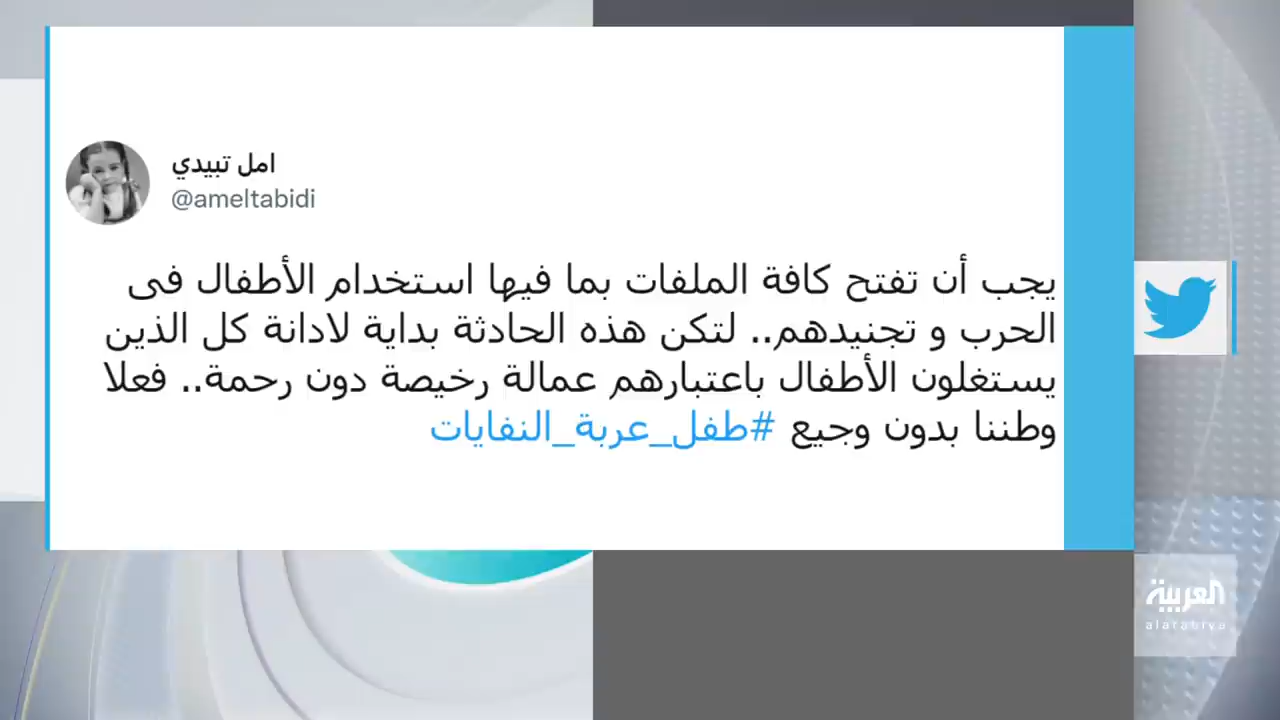 امل تبيدي
@ameltabidi
يجب أن تفتح كافة الملفات بما فيها استخدام الأطفال فى
الحرب و تجنيدهم.. لتكن هذه الحادثة بداية لادانة كل الذين
يستغلون الأطفال باعتبارهم عمالة رخيصة دون رحمة.. فعلا
وطننا بدون وجيع #طفل_عربة_النفايات
العربية
alarabiya